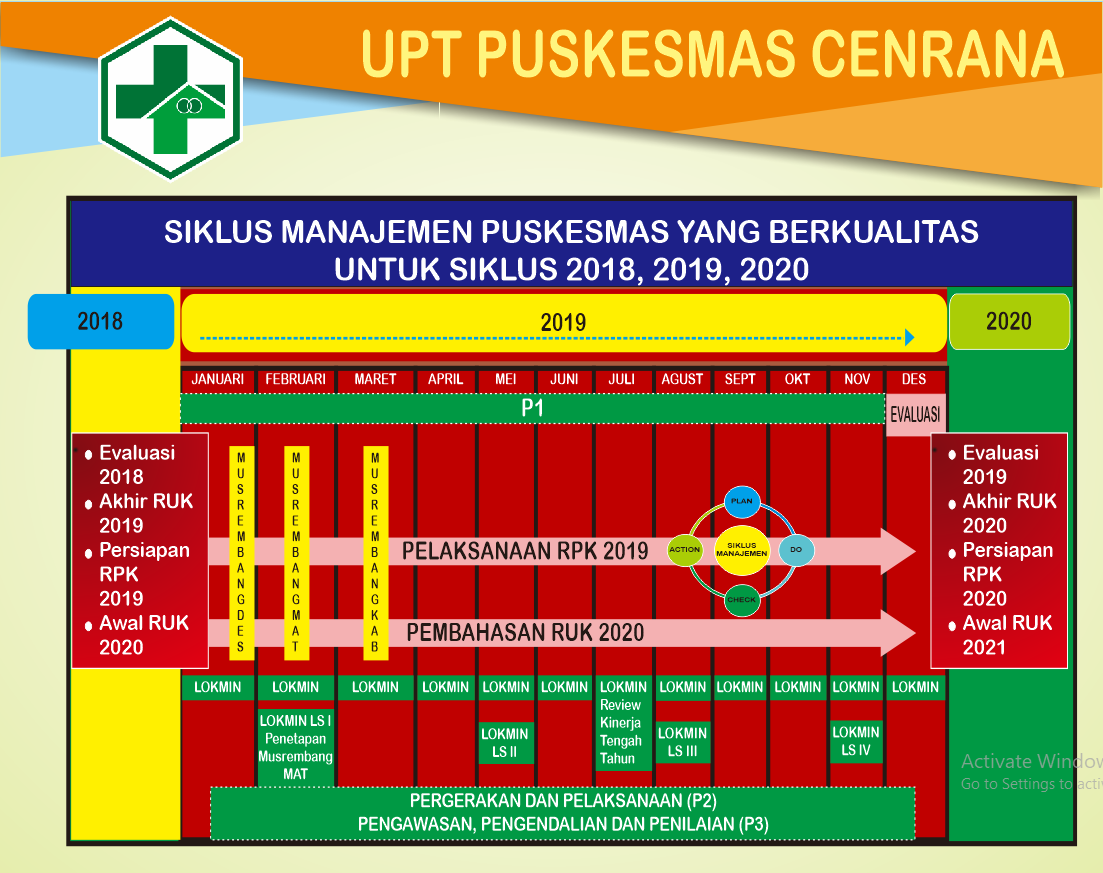 UPT PUSKESMAS CENRANA
SIKLUS MANAJEMEN PUSKESMAS YANG BERKUALITAS
UNTUK SIKLUS 2018, 2019, 2020
2018
2019
2020
JANUARI FEBRUARI MARET APRIL MEI JUNI JULI AGUST SEPT OKT NOV DES
P1
EVALUASI
Evaluasi
2018
Akhir RUK
2019
Persiapan
RPK
2019
Awal RUK
2020
MUSREMBANGDES
MUSREMBANGMAT
MUSREMBANGKAB
PELAKSANAAN RPK 2019
PEMBAHASAN RUK 2020
PLAN
ACTION
SIKLUS
MANAJEMEN
DO
CHECK
Evaluasi
2019
Akhir RUK
2020
Persiapan
RPK
2020
Awal RUK
2021
LOKMIN LOKMIN LOKMIN LOKMIN LOKMIN LOKMIN LOKMIN LOKMIN LOKMIN LOKMIN LOKMIN LOKMIN
LOKMIN LS I
Penetapan
Musrembang
MAT
LOKMIN
LS II
Review
Kinerja
Tengah
Tahun
LOKMIN
LS III
LOKMIN
LS IV
PERGERAKAN DAN PELAKSANAAN (P2)
PENGAWASAN, PENGENDALIAN DAN PENILAIAN (P3)
Activate Window
Go to Settings to acti